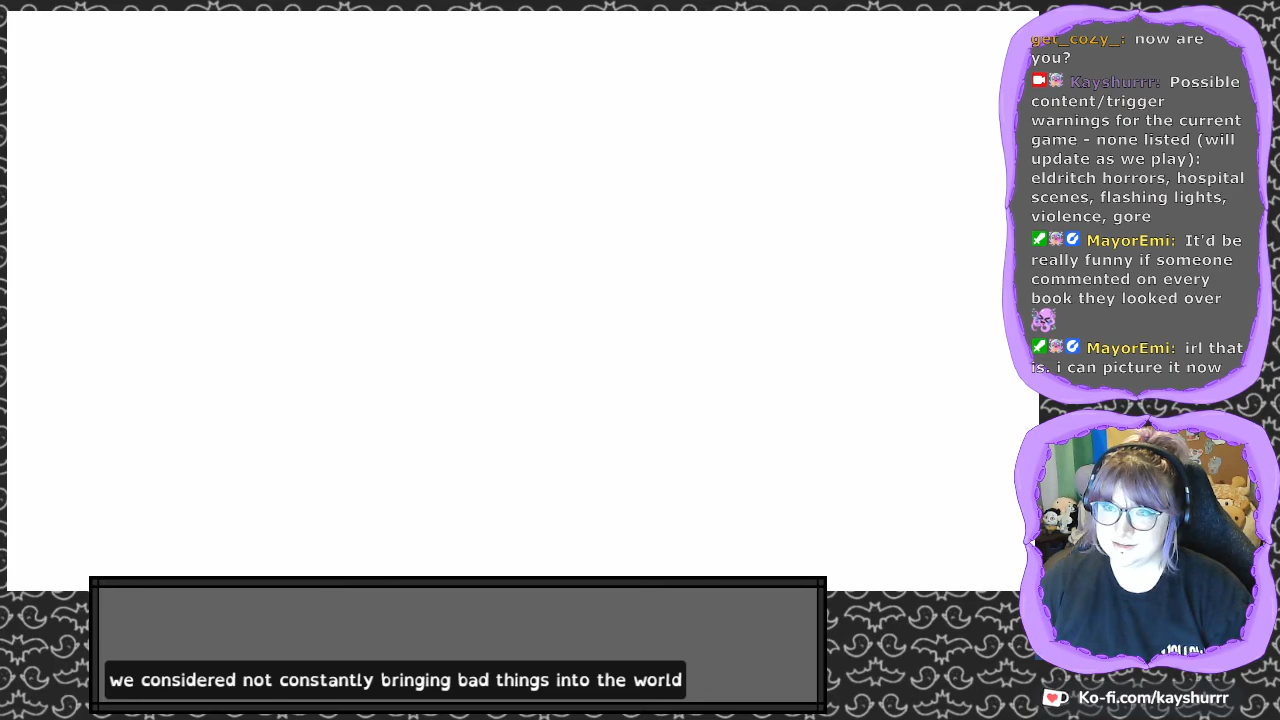 get_cozy_: now are
you?
Kayshurrr: Possible
content/trigger
warnings for the current
game - none listed (will
update as we play):
eldritch horrors, hospital
scenes, flashing lights,
violence, gore
MayorEmi: It'd be
really funny if someone
commented on every
book they looked over
MayorEmi: irl that
is. i can picture it now
we considered not constantly bringing bad things into the world
Ko-fi.com/kayshurrr